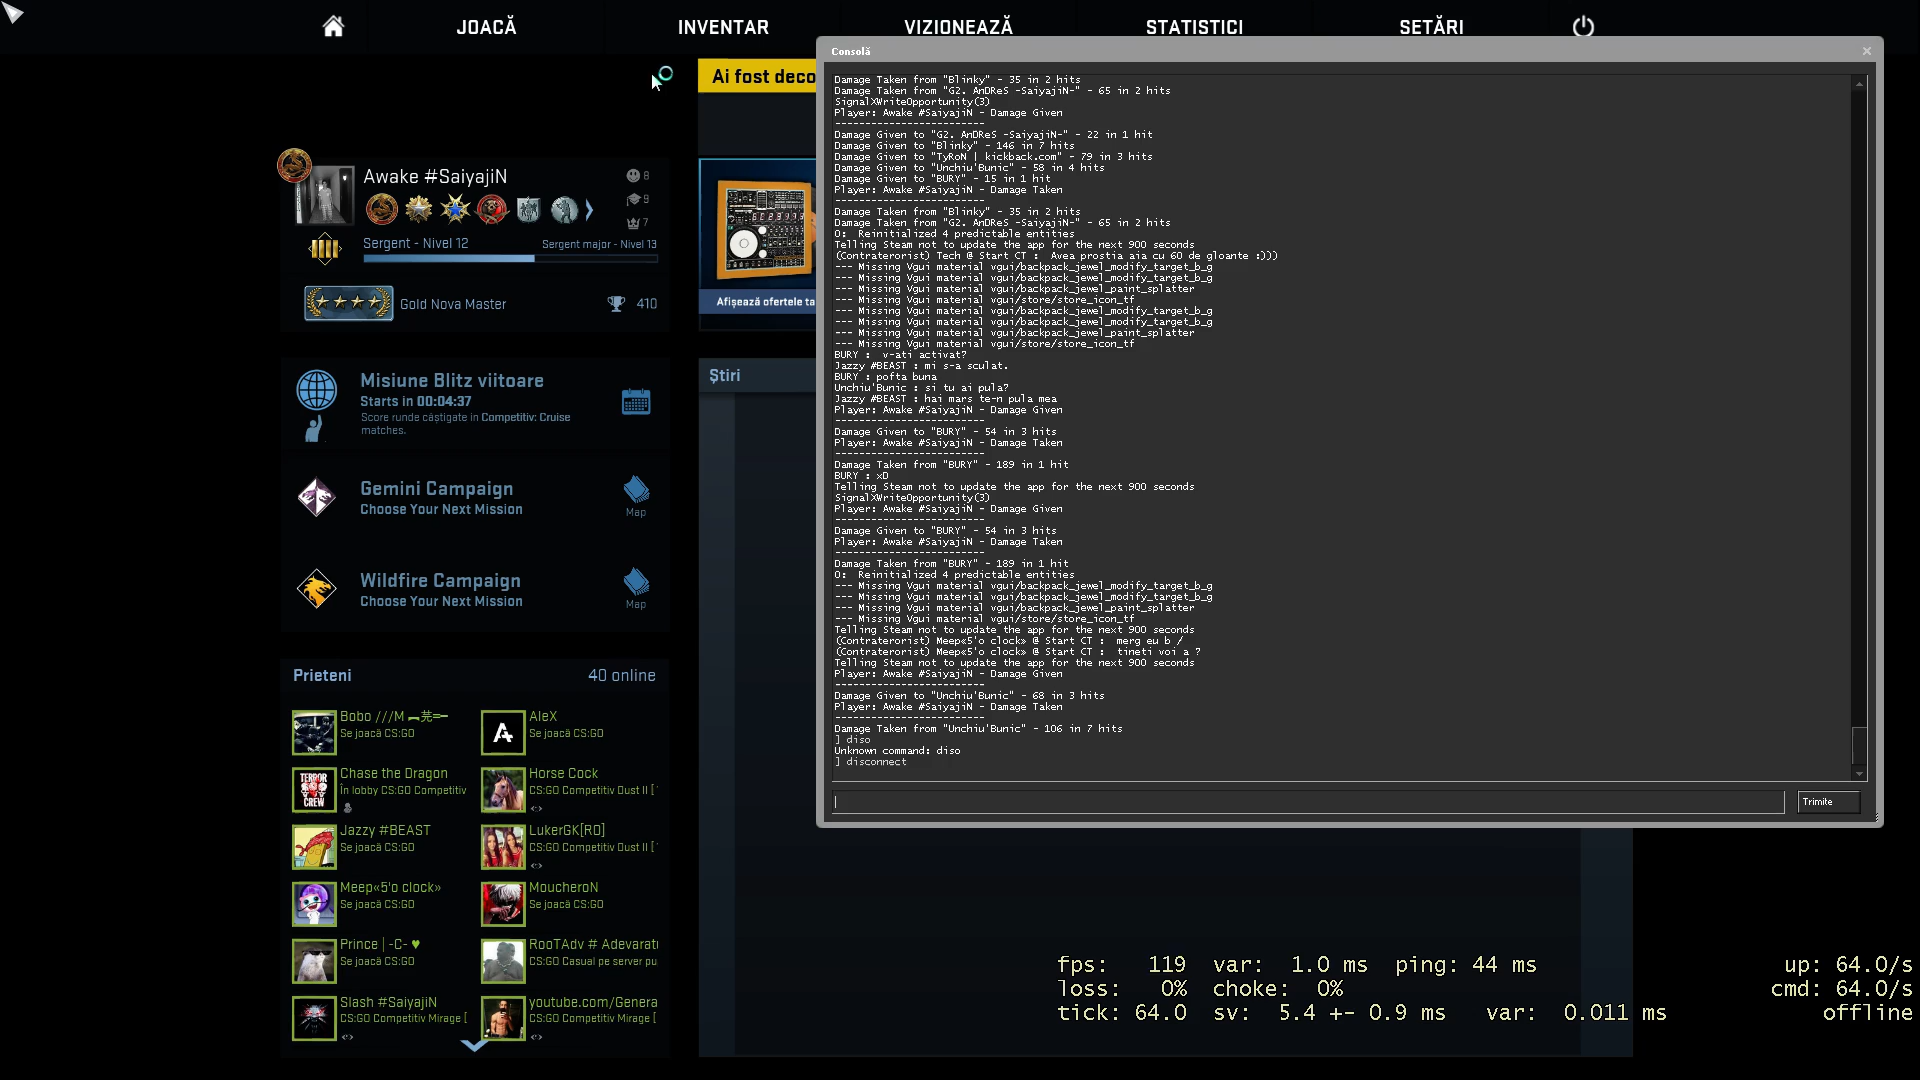 JOACĂ
INVENTAR
VIZIONEAZĂ
STATISTICI
SETĂRI
Ai fost deco
Awake #SaiyajiN
8
9
7
Sergent - Nivel 12
Sergent major - Nivel 13
Gold Nova Master
410
Afișează ofertele ta
Misiune Blitz viitoare
Starts in 00:04:37
Score runde câștigate in Competitiv: Cruise
matches.
Gemini Campaign
Choose Your Next Mission
Map
Wildfire Campaign
Choose Your Next Mission
Map
Știri
Prieteni
40 online
Bobo ///M
Se joacă CS:GO
AleX
Se joacă CS:GO
TERROR
CREW
Chase the Dragon
În lobby CS:GO Competitiv
Horse Cock
CS:GO Competitiv Dust II [
Jazzy #BEAST
Se joacă CS:GO
LukerGK[RO]
CS:GO Competitiv Dust II [
Meep«5'o clock»
Se joacă CS:GO
MoucheroN
Se joacă CS:GO
Prince | -C- ♥
Se joacă CS:GO
RooTAdv # Adevaratu
CS:GO Casual pe server pu
Slash #SaiyajiN
CS:GO Competitiv Mirage [
youtube.com/Genera
CS:GO Competitiv Mirage [
Consolă
Damage Taken from "Blinky" - 35 in 2 hits
Damage Taken from "G2. AnDReS -SaiyajiN-" - 65 in 2 hits
SignalXWriteOpportunity(3)
Player: Awake #SaiyajiN - Damage Given
-------------------------
Damage Given to "G2. AnDReS -SaiyajiN-" - 22 in 1 hit
Damage Given to "Blinky" - 146 in 7 hits
Damage Given to "TyRoN | kickback.com" - 79 in 3 hits
Damage Given to "Unchiu'Bunic" - 58 in 4 hits
Damage Given to "BURY" - 15 in 1 hit
Player: Awake #SaiyajiN - Damage Taken
-------------------------
Damage Taken from "Blinky" - 35 in 2 hits
Damage Taken from "G2. AnDReS -SaiyajiN-" - 65 in 2 hits
0:  Reinitialized 4 predictable entities
Telling Steam not to update the app for the next 900 seconds
(Contraterorist) Tech @ Start CT :  Avea prostia aia cu 60 de gloante :)))
--- Missing Vgui material vgui/backpack_jewel_modify_target_b_g
--- Missing Vgui material vgui/backpack_jewel_modify_target_b_g
--- Missing Vgui material vgui/backpack_jewel_paint_splatter
--- Missing Vgui material vgui/store/store_icon_tf
--- Missing Vgui material vgui/backpack_jewel_modify_target_b_g
--- Missing Vgui material vgui/backpack_jewel_modify_target_b_g
--- Missing Vgui material vgui/backpack_jewel_paint_splatter
--- Missing Vgui material vgui/store/store_icon_tf
BURY :  v-ati activat?
Jazzy #BEAST : mi s-a sculat.
BURY : pofta buna
Unchiu'Bunic : si tu ai pula?
Jazzy #BEAST : hai mars te-n pula mea
Player: Awake #SaiyajiN - Damage Given
-------------------------
Damage Given to "BURY" - 54 in 3 hits
Player: Awake #SaiyajiN - Damage Taken
-------------------------
Damage Taken from "BURY" - 189 in 1 hit
BURY : xD
Telling Steam not to update the app for the next 900 seconds
SignalXWriteOpportunity(3)
Player: Awake #SaiyajiN - Damage Given
-------------------------
Damage Given to "BURY" - 54 in 3 hits
Player: Awake #SaiyajiN - Damage Taken
-------------------------
Damage Taken from "BURY" - 189 in 1 hit
0:  Reinitialized 4 predictable entities
--- Missing Vgui material vgui/backpack_jewel_modify_target_b_g
--- Missing Vgui material vgui/backpack_jewel_modify_target_b_g
--- Missing Vgui material vgui/backpack_jewel_paint_splatter
--- Missing Vgui material vgui/store/store_icon_tf
Telling Steam not to update the app for the next 900 seconds
(Contraterorist) Meep«5'o clock» @ Start CT :  merg eu b /
(Contraterorist) Meep«5'o clock» @ Start CT :  tineti voi a ?
Telling Steam not to update the app for the next 900 seconds
Player: Awake #SaiyajiN - Damage Given
-------------------------
Damage Given to "Unchiu'Bunic" - 68 in 3 hits
Player: Awake #SaiyajiN - Damage Taken
-------------------------
Damage Taken from "Unchiu'Bunic" - 106 in 7 hits
] diso
Unknown command: diso
] disconnect
Trimite
fps: 119 var: 1.0 ms ping: 44 ms
loss: 0% choke: 0%
tick: 64.0 sv: 5.4 +- 0.9 ms var: 0.011 ms
up: 64.0/s
cmd: 64.0/s
offline